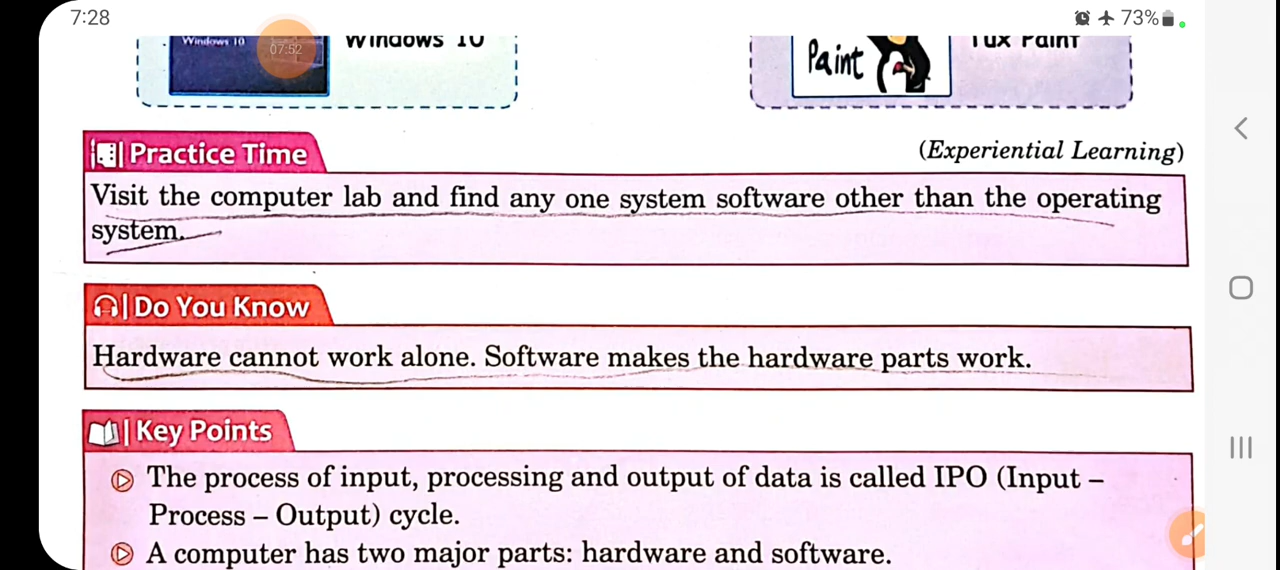 7:28
73%
Windows 10
07:52
Windows 10
Paint
Tux Paint
Practice Time
(Experiential Learning)
Visit the computer lab and find any one system software other than the operating
system.
Do You Know
Hardware cannot work alone. Software makes the hardware parts work.
Key Points
The process of input, processing and output of data is called IPO (Input –
Process – Output) cycle.
A computer has two major parts: hardware and software.